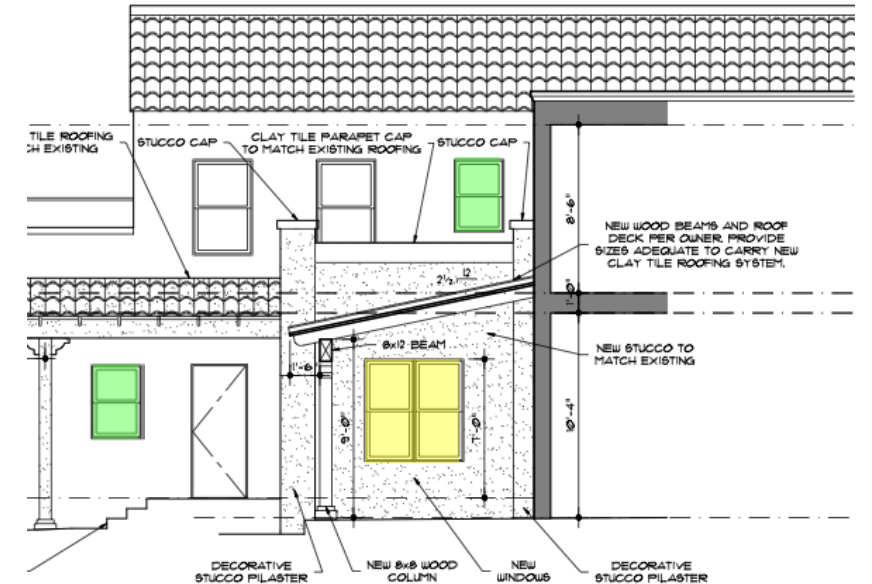 TILE ROOFING
CH EXISTING
STUCCO CAP
CLAY TILE PARAPET CAP
TO MATCH EXISTING ROOFING
STUCCO CAP
8'-6"
NEW WOOD BEAMS AND ROOF
DECK PER OWNER. PROVIDE
SIZES ADEQUATE TO CARRY NEW
CLAY TILE ROOFING SYSTEM.
12
2 1/2
1'-0"
8x12 BEAM
NEW STUCCO TO
MATCH EXISTING
1'-6"
9'-0"
7'-0"
10'-4"
DECORATIVE
STUCCO PILASTER
NEW 8x8 WOOD
COLUMN
NEW
WINDOWS
DECORATIVE
STUCCO PILASTER